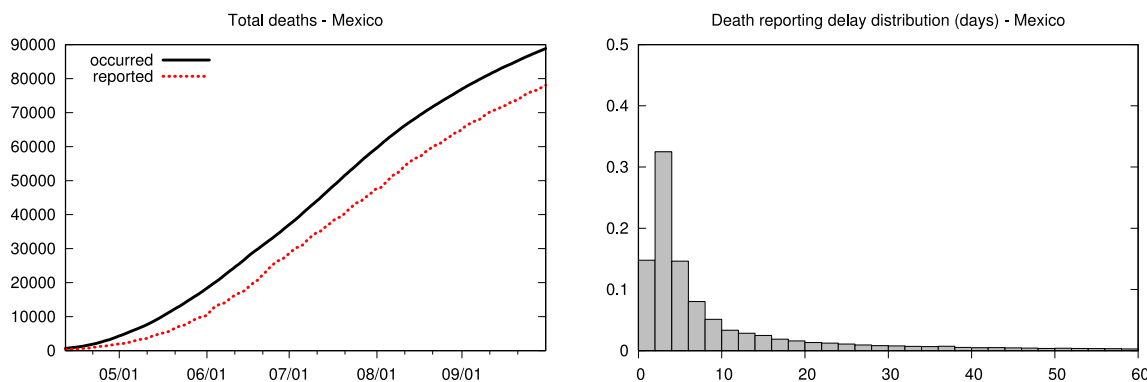 Total deaths - Mexico
90000
80000
70000
60000
50000
40000
30000
20000
10000
0
occurred
reported
05/01 06/01 07/01 08/01 09/01
Death reporting delay distribution (days) - Mexico
0.5
0.4
0.3
0.2
0.1
0
0 10 20 30 40 50 60